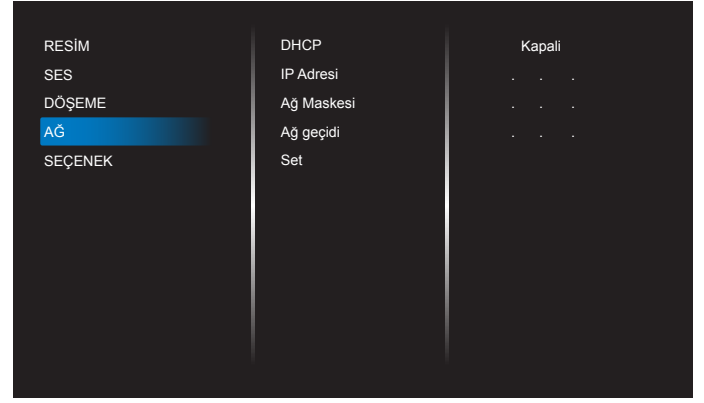 RESİM
SES
DÖŞEME
AĞ
SEÇENEK
DHCP
IP Adresi
Ağ Maskesi
Ağ geçidi
Set
Kapali
. . .
. . .
. . .